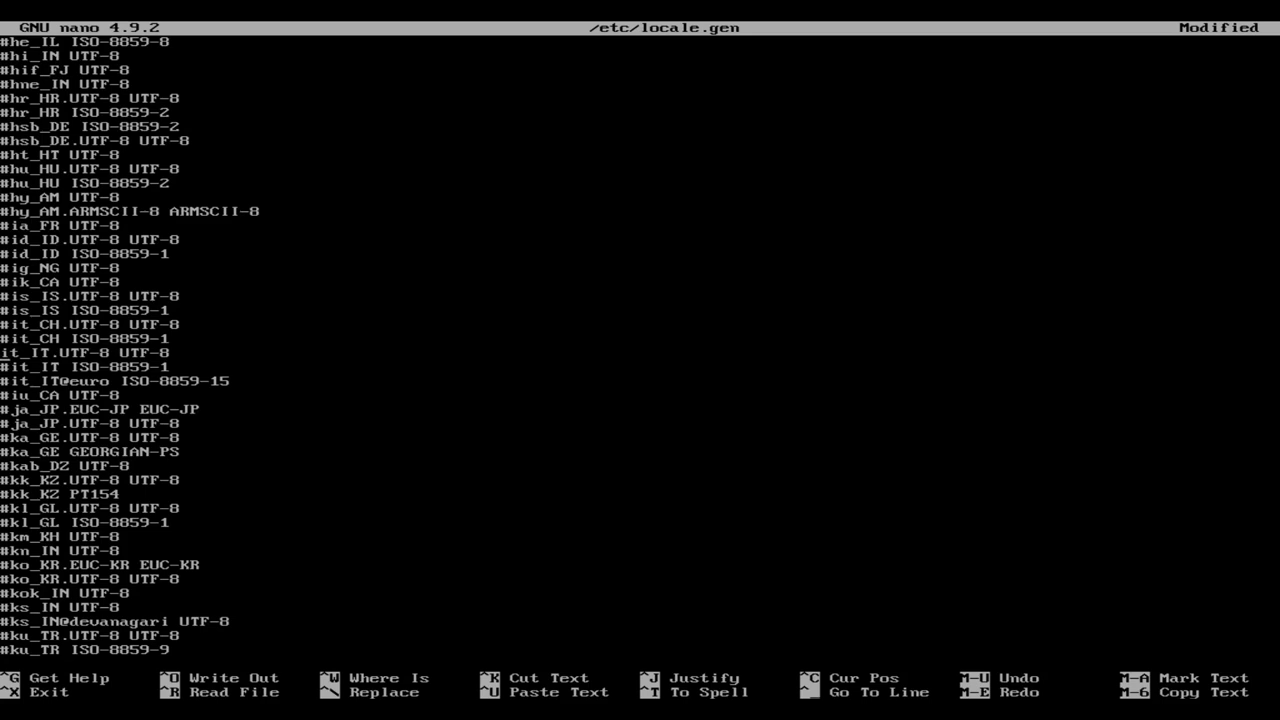 GNU nano 4.9.2 /etc/locale.gen Modified
#he_IL ISO-8859-8
#hi_IN UTF-8
#hif_FJ UTF-8
#hne_IN UTF-8
#hr_HR.UTF-8 UTF-8
#hr_HR ISO-8859-2
#hsb_DE ISO-8859-2
#hsb_DE.UTF-8 UTF-8
#ht_HT UTF-8
#hu_HU.UTF-8 UTF-8
#hu_HU ISO-8859-2
#hy_AM UTF-8
#hy_AM.ARMSCII-8 ARMSCII-8
#ia_FR UTF-8
#id_ID.UTF-8 UTF-8
#id_ID ISO-8859-1
#ig_NG UTF-8
#ik_CA UTF-8
#is_IS.UTF-8 UTF-8
#is_IS ISO-8859-1
#it_CH.UTF-8 UTF-8
#it_CH ISO-8859-1
it_IT.UTF-8 UTF-8
#it_IT ISO-8859-1
#it_IT@euro ISO-8859-15
#iu_CA UTF-8
#ja_JP.EUC-JP EUC-JP
#ja_JP.UTF-8 UTF-8
#ka_GE.UTF-8 UTF-8
#ka_GE GEORGIAN-PS
#kab_DZ UTF-8
#kk_KZ.UTF-8 UTF-8
#kk_KZ PT154
#kl_GL.UTF-8 UTF-8
#kl_GL ISO-8859-1
#km_KH UTF-8
#kn_IN UTF-8
#ko_KR.EUC-KR EUC-KR
#ko_KR.UTF-8 UTF-8
#kok_IN UTF-8
#ks_IN UTF-8
#ks_IN@devanagari UTF-8
#ku_TR.UTF-8 UTF-8
#ku_TR ISO-8859-9
^G Get Help ^O Write Out ^W Where Is ^K Cut Text ^J Justify ^C Cur Pos M-U Undo M-A Mark Text
^X Exit ^R Read File ^\ Replace ^U Paste Text ^T To Spell ^_ Go To Line M-E Redo M-6 Copy Text